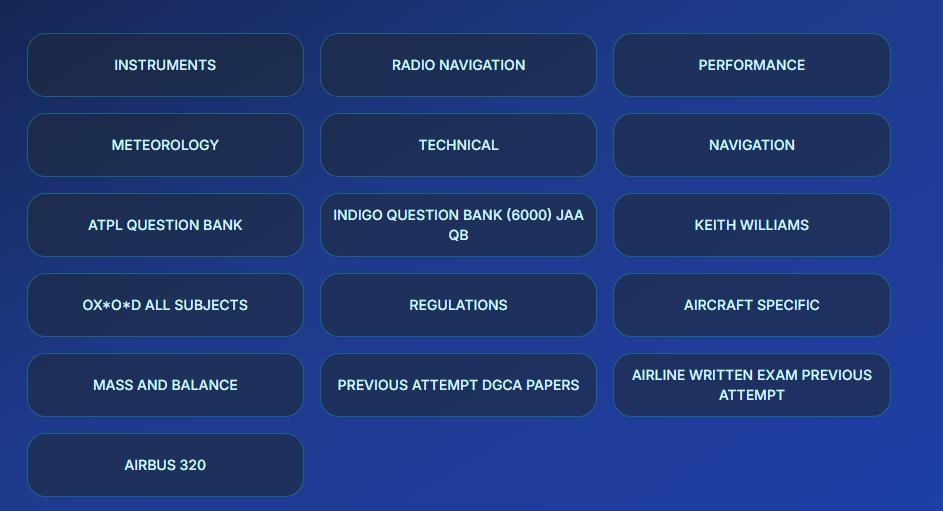 INSTRUMENTS
RADIO NAVIGATION
PERFORMANCE
METEOROLOGY
TECHNICAL
NAVIGATION
ATPL QUESTION BANK
INDIGO QUESTION BANK (6000) JAA
QB
KEITH WILLIAMS
OX*O*D ALL SUBJECTS
REGULATIONS
AIRCRAFT SPECIFIC
MASS AND BALANCE
PREVIOUS ATTEMPT DGCA PAPERS
AIRLINE WRITTEN EXAM PREVIOUS
ATTEMPT
AIRBUS 320